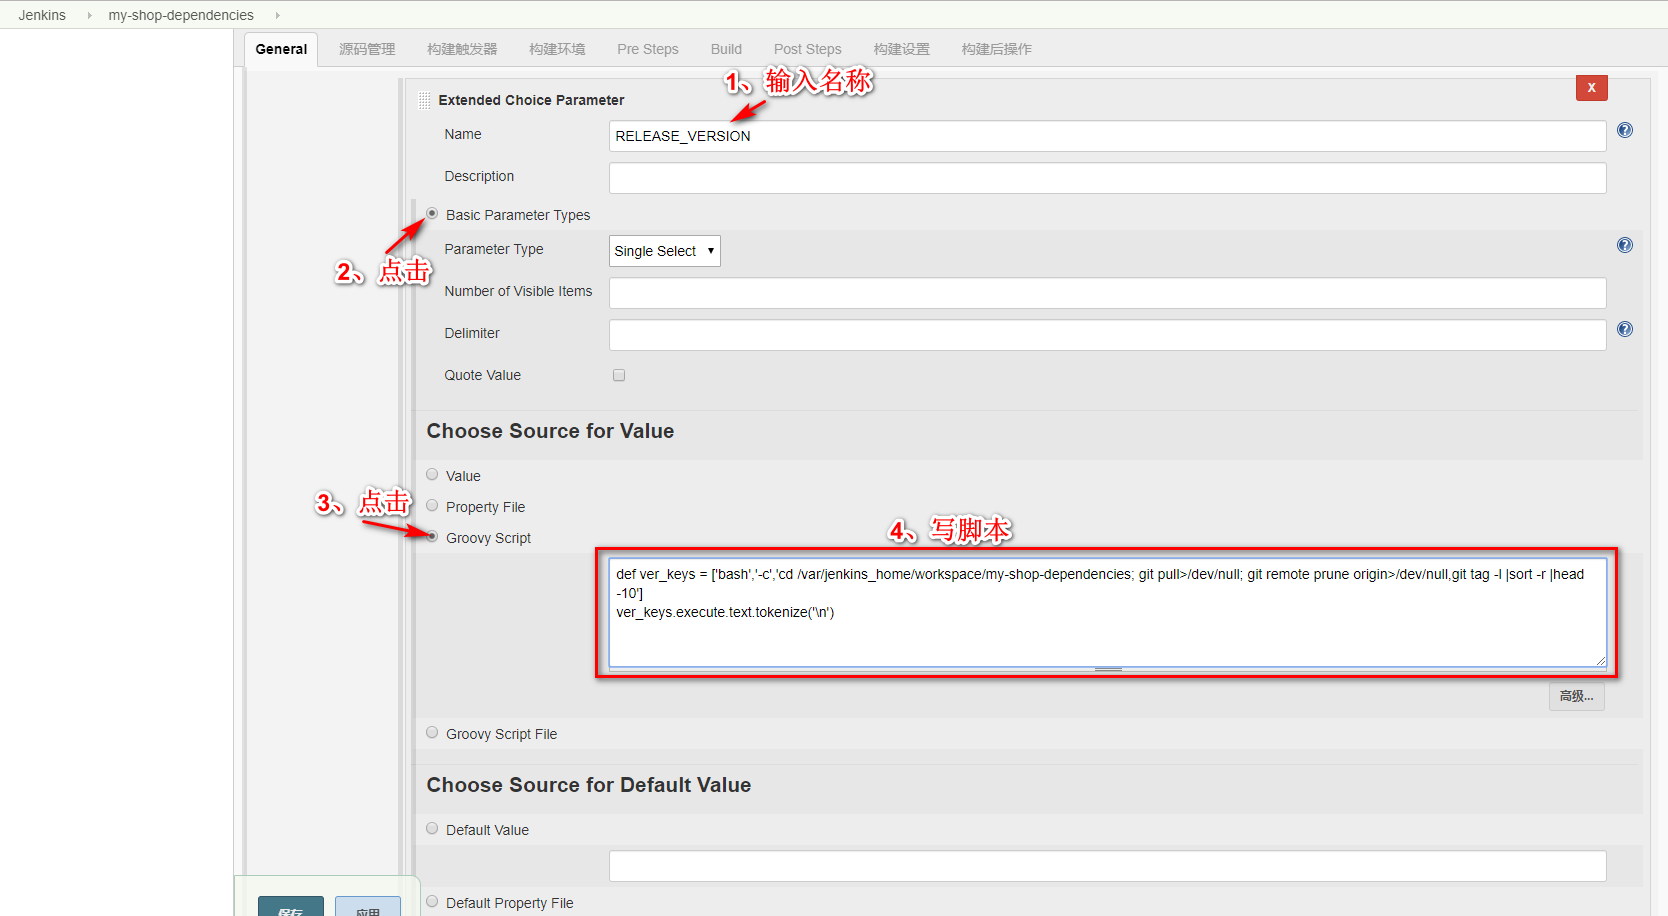 Jenkins my-shop-dependencies
General 源码管理 构建触发器 构建环境 Pre Steps Build Post Steps 构建设置 构建后操作
1、输入名称
Extended Choice Parameter
X
Name
RELEASE_VERSION
Description
Basic Parameter Types
2、点击
Parameter Type
Single Select
Number of Visible Items
Delimiter
Quote Value
Choose Source for Value
Value
3、点击
Property File
Groovy Script
4、写脚本
def ver_keys = ['bash','-c','cd /var/jenkins_home/workspace/my-shop-dependencies; git pull>/dev/null; git remote prune origin>/dev/null,git tag -l |sort -r |head
-10']
ver_keys.execute.text.tokenize('\n')
高级...
Groovy Script File
Choose Source for Default Value
Default Value
Default Property File
保存 应用